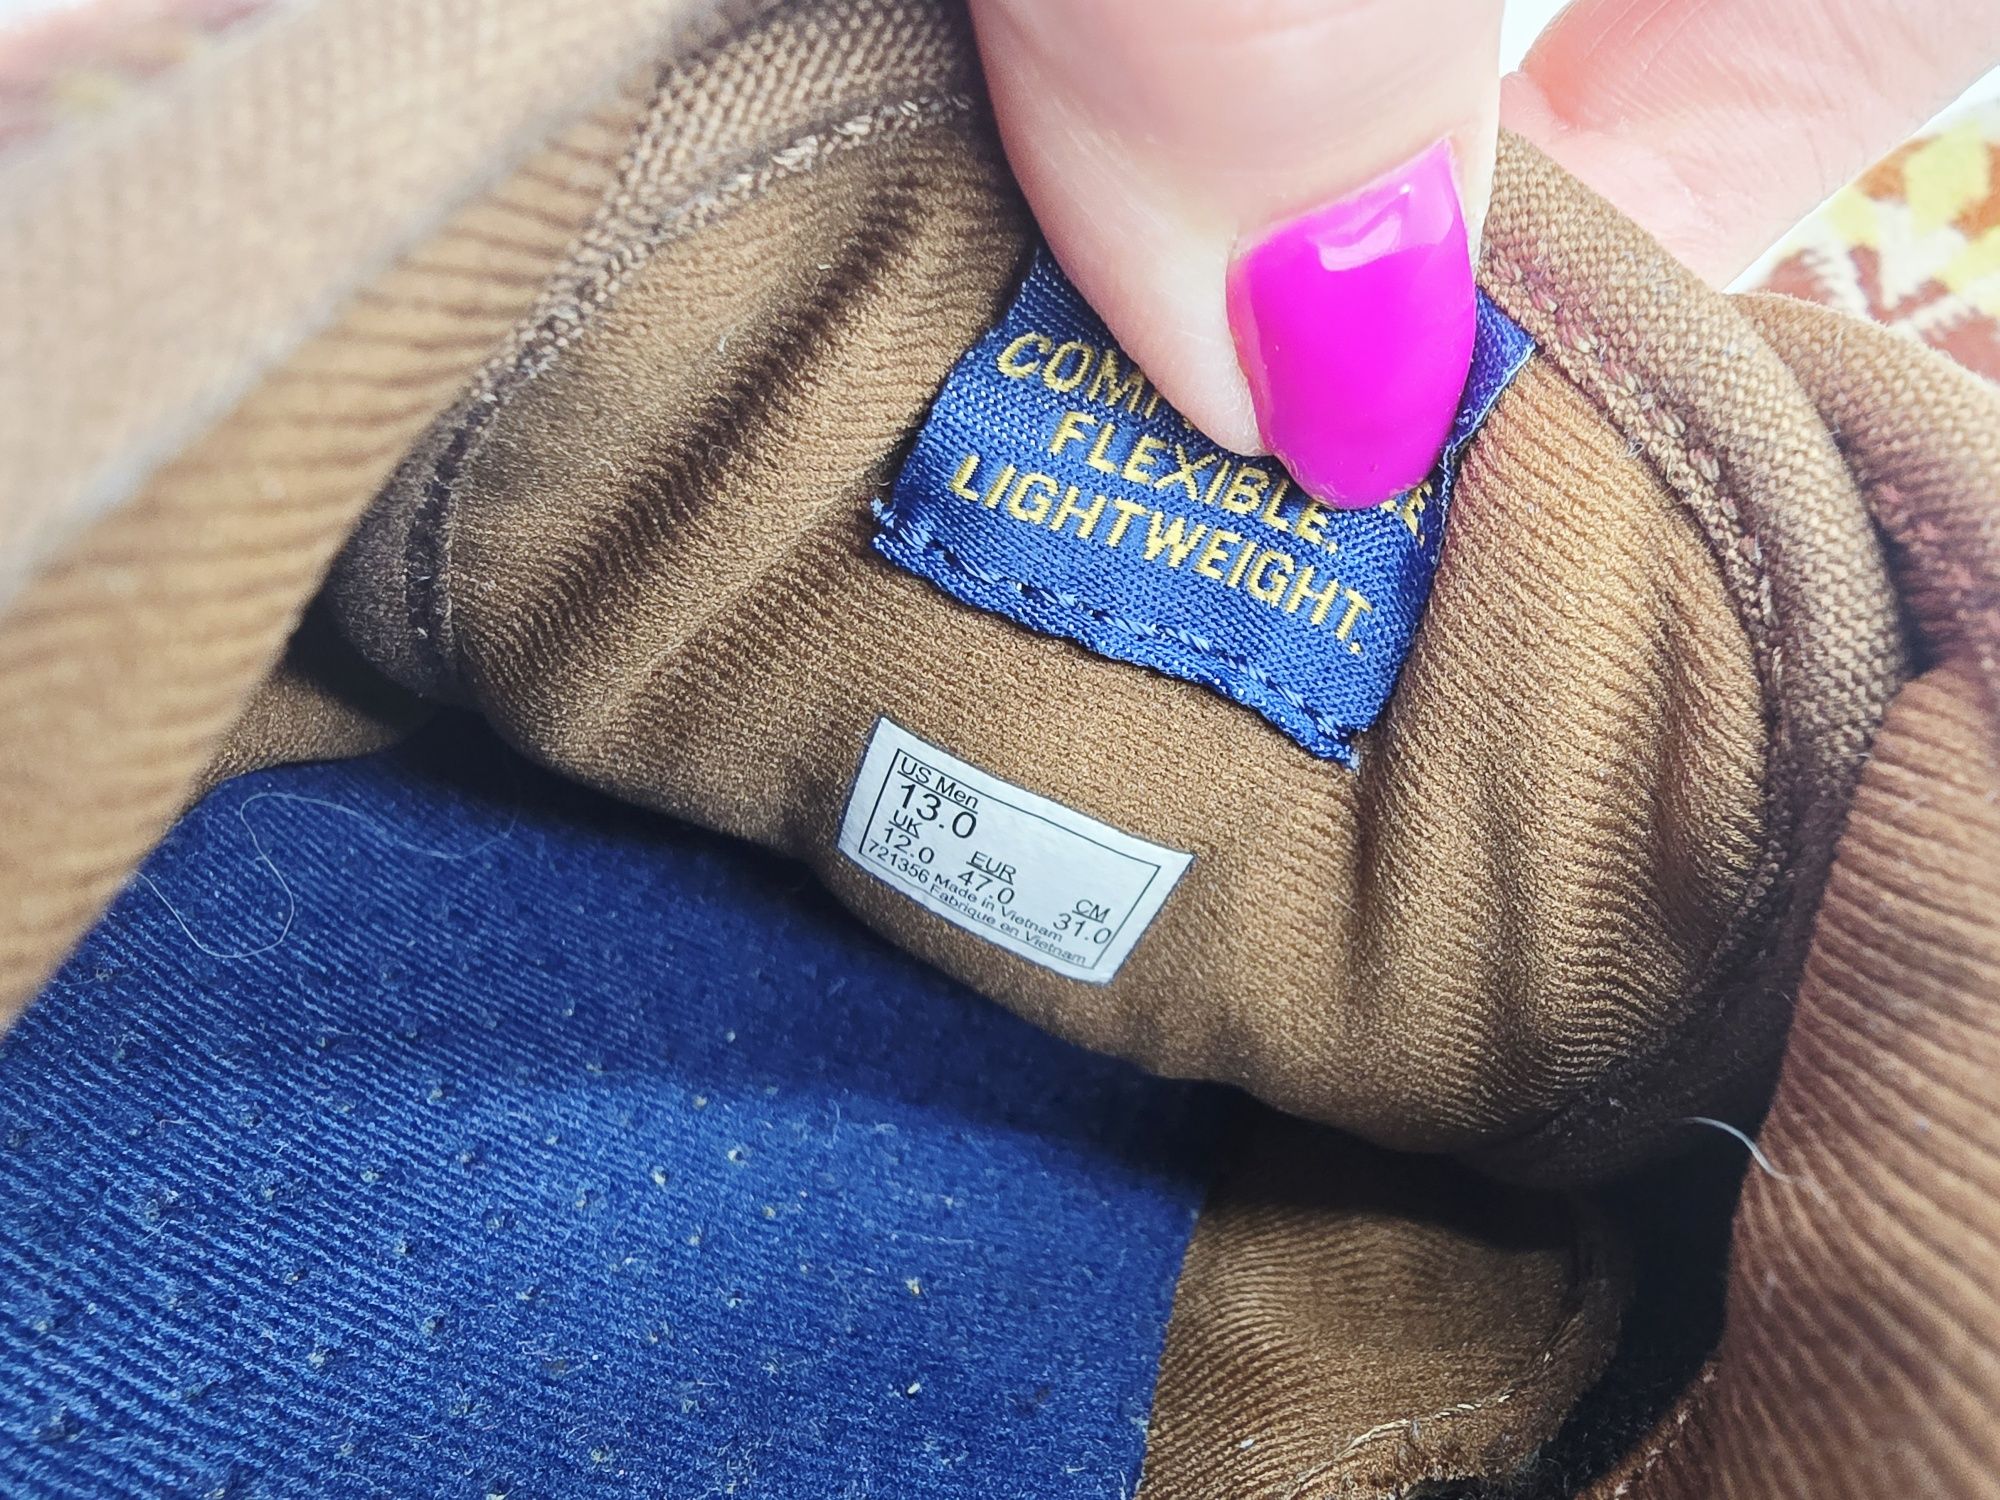 FLEXIBLE.
LIGHTWEIGHT.
US Men
13.0
UK
12.0
EUR
47.0
CM
31.0
721356 Made in Vietnam
Fabrique en Vietnam